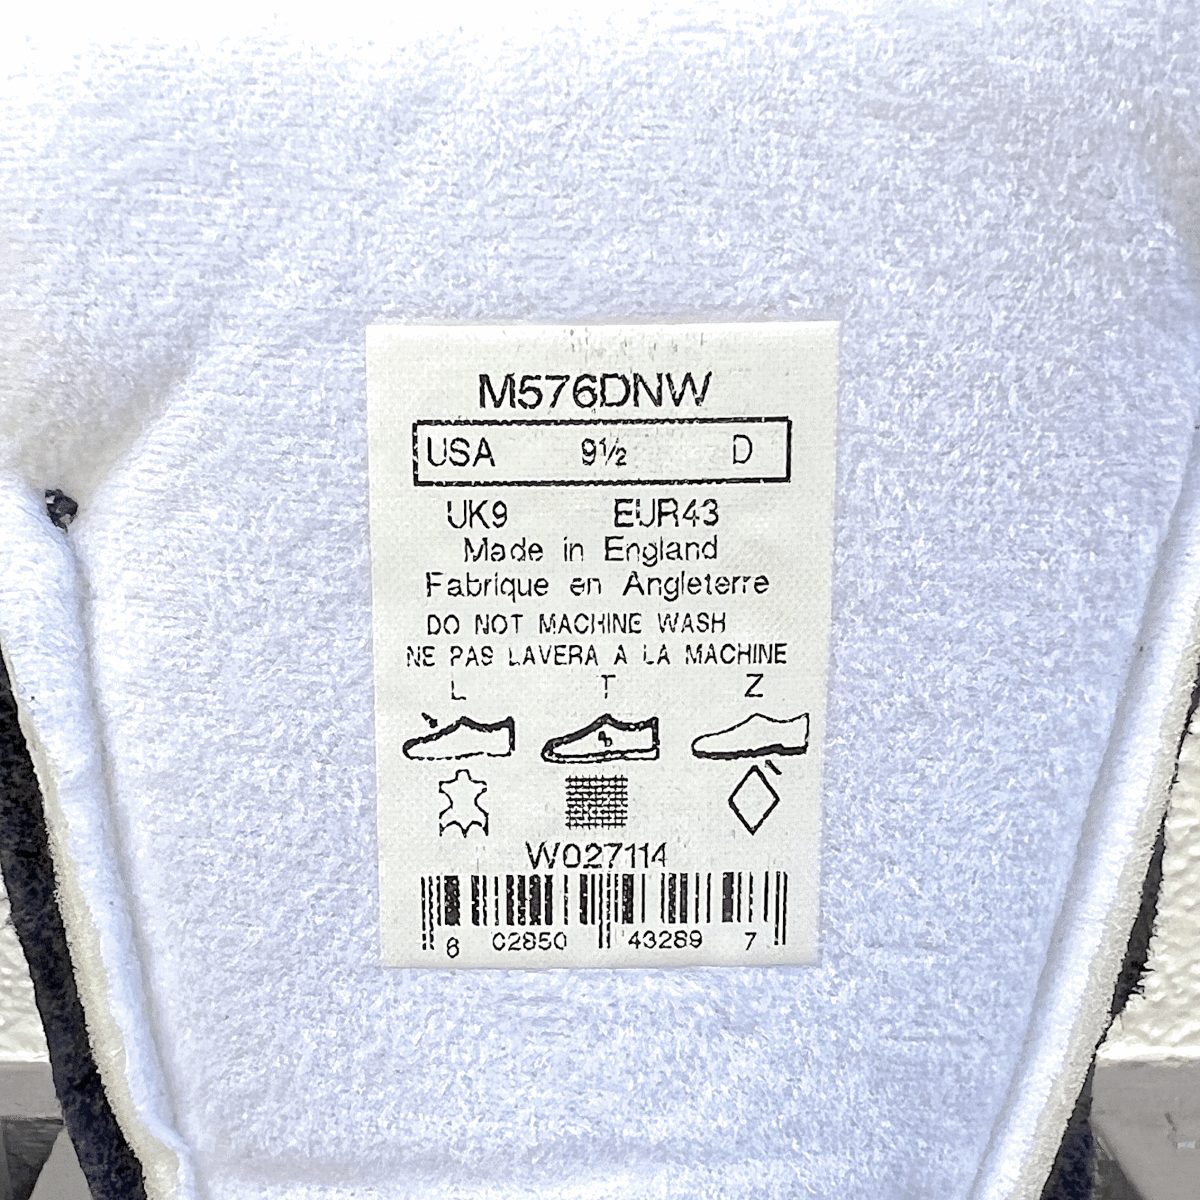 M576DNW
USA 9½ D
UK9 EUR43
Made in England
Fabrique en Angleterre
DO NOT MACHINE WASH
NE PAS LAVERA A LA MACHINE
L T Z
W027114
6 02850 43289 7